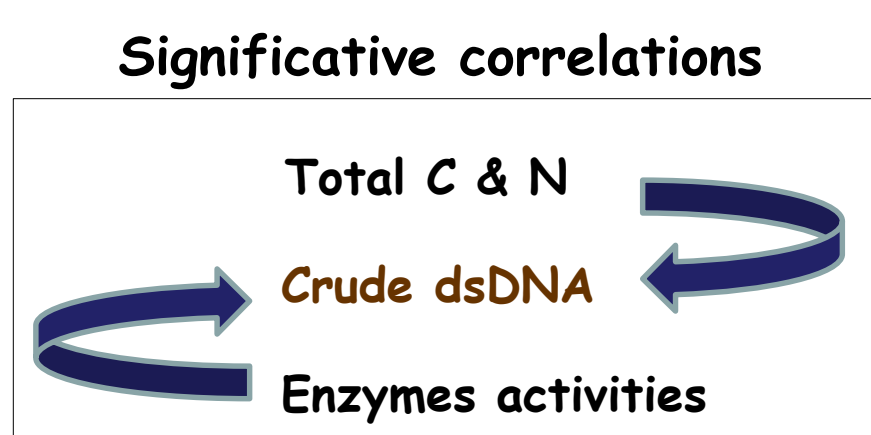 Significative correlations
Total C & N
Crude dsDNA
Enzymes activities